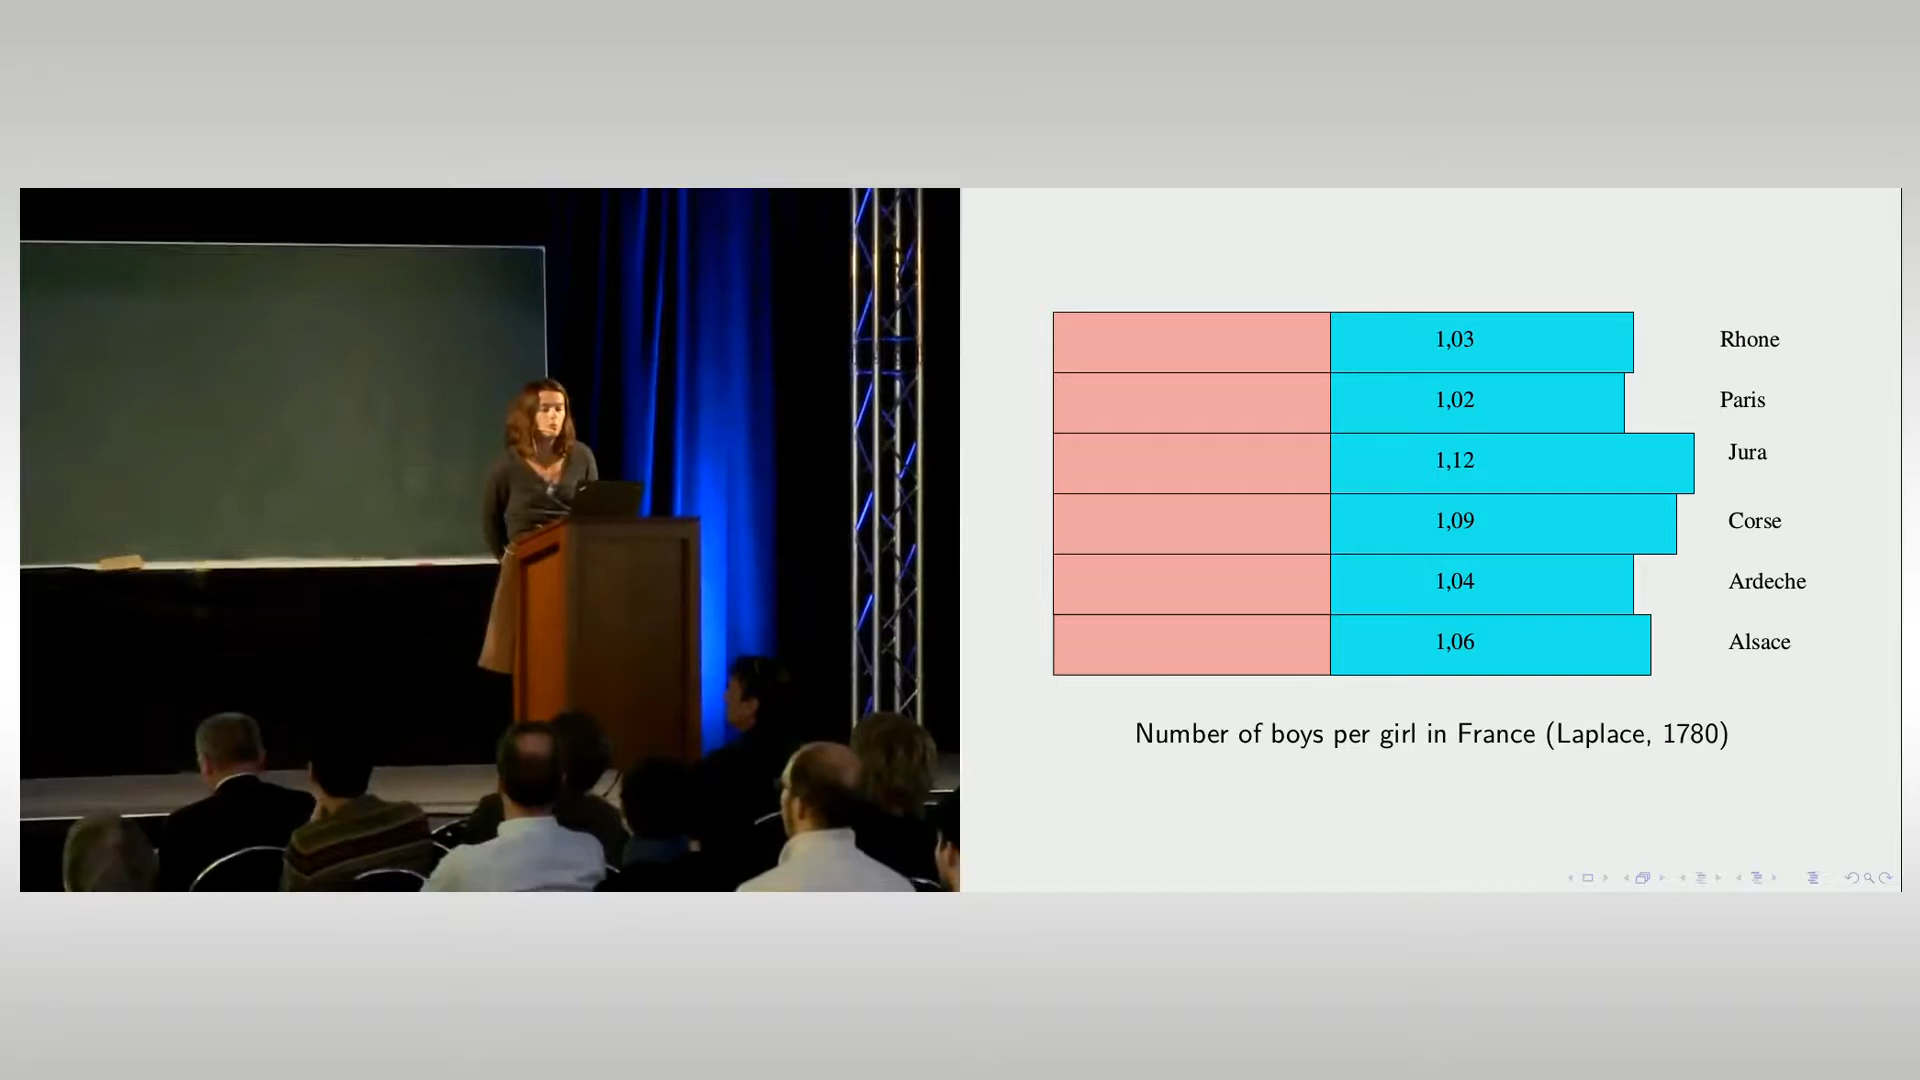 1,03 Rhone
1,02 Paris
1,12 Jura
1,09 Corse
1,04 Ardeche
1,06 Alsace
Number of boys per girl in France (Laplace, 1780)